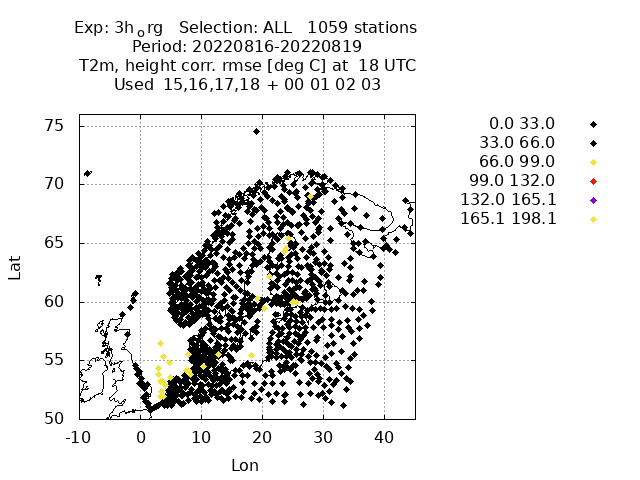 Exp: 3h_org   Selection: ALL   1059 stations
Period: 20220816-20220819
T2m, height corr. rmse [deg C] at  18 UTC
Used  15,16,17,18 + 00 01 02 03
75
70
65
60
55
50
-10 0 10 20 30 40
Lat
Lon
0.0 33.0
33.0 66.0
66.0 99.0
99.0 132.0
132.0 165.1
165.1 198.1